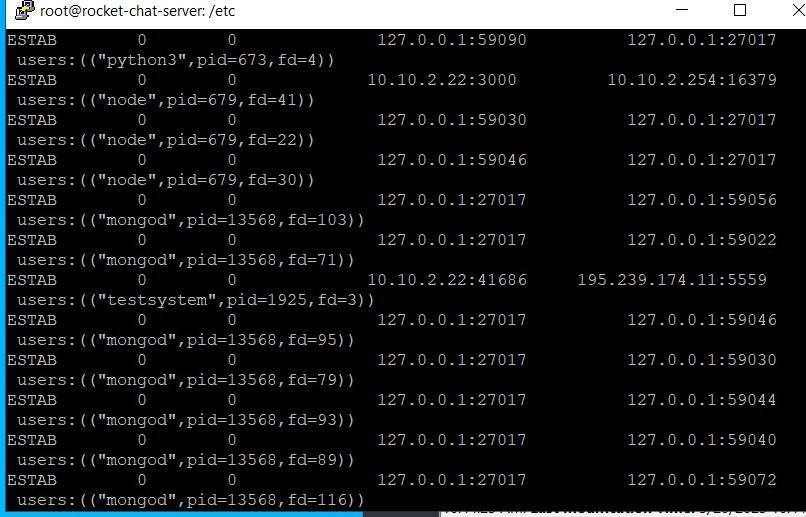 root@rocket-chat-server: /etc
ESTAB 0 0 127.0.0.1:59090 127.0.0.1:27017
users:(("python3",pid=673,fd=4))
ESTAB 0 0 10.10.2.22:3000 10.10.2.254:16379
users:(("node",pid=679,fd=41))
ESTAB 0 0 127.0.0.1:59030 127.0.0.1:27017
users:(("node",pid=679,fd=22))
ESTAB 0 0 127.0.0.1:59046 127.0.0.1:27017
users:(("node",pid=679,fd=30))
ESTAB 0 0 127.0.0.1:27017 127.0.0.1:59056
users:(("mongod",pid=13568,fd=103))
ESTAB 0 0 127.0.0.1:27017 127.0.0.1:59022
users:(("mongod",pid=13568,fd=71))
ESTAB 0 0 10.10.2.22:41686 195.239.174.11:5559
users:(("testsystem",pid=1925,fd=3))
ESTAB 0 0 127.0.0.1:27017 127.0.0.1:59046
users:(("mongod",pid=13568,fd=95))
ESTAB 0 0 127.0.0.1:27017 127.0.0.1:59030
users:(("mongod",pid=13568,fd=79))
ESTAB 0 0 127.0.0.1:27017 127.0.0.1:59044
users:(("mongod",pid=13568,fd=93))
ESTAB 0 0 127.0.0.1:27017 127.0.0.1:59040
users:(("mongod",pid=13568,fd=89))
ESTAB 0 0 127.0.0.1:27017 127.0.0.1:59072
users:(("mongod",pid=13568,fd=116))